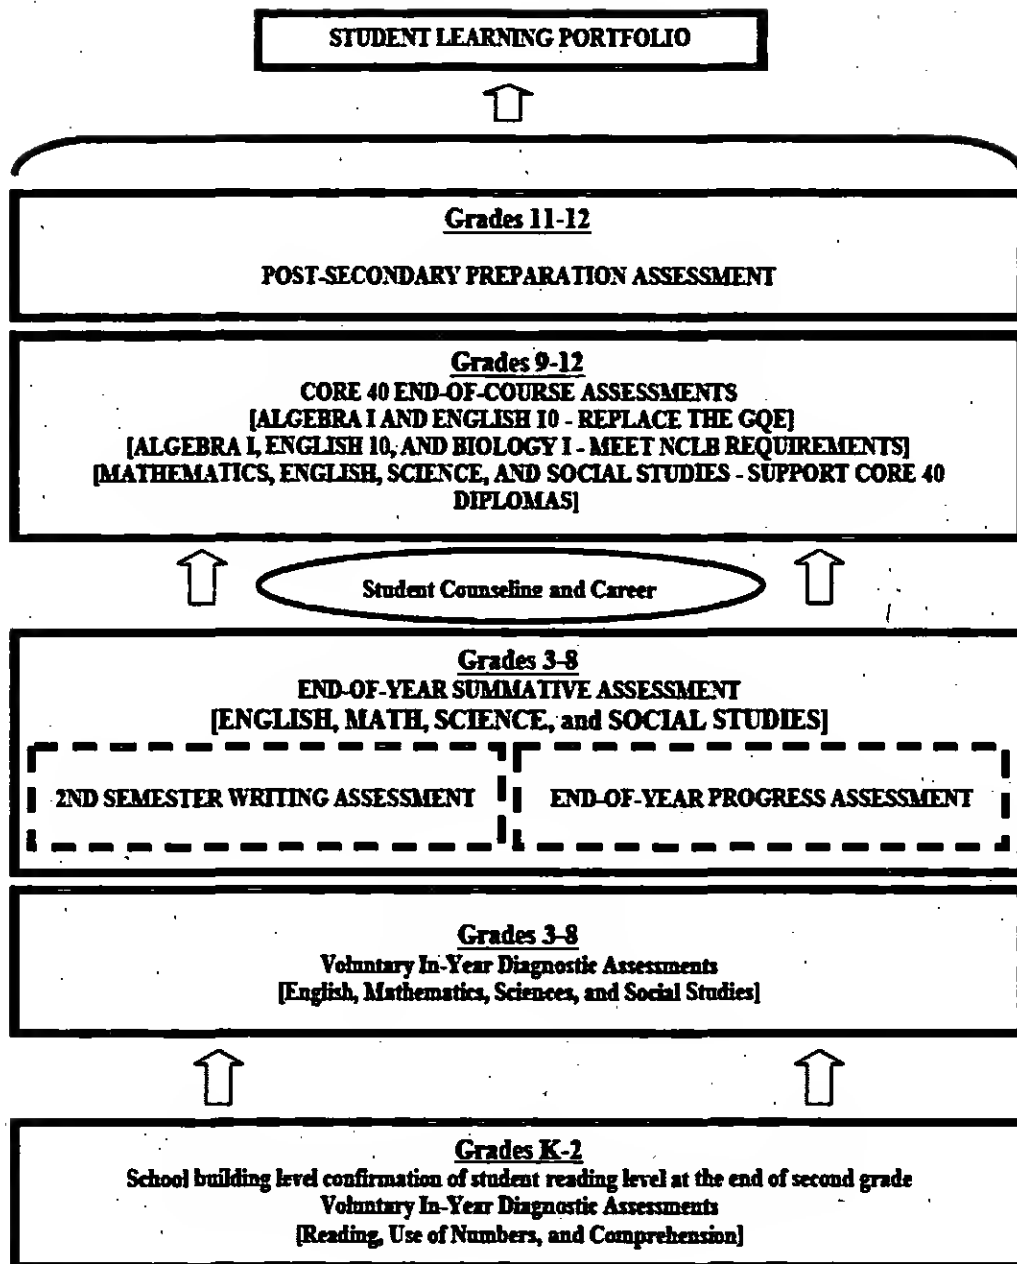 STUDENT LEARNING PORTFOLIO
Grades 11-12
POST-SECONDARY PREPARATION ASSESSMENT
Grades 9-12
CORE 40 END-OF-COURSE ASSESSMENTS
[ALGEBRA I AND ENGLISH 10 - REPLACE THE GQE]
[ALGEBRA I, ENGLISH 10, AND BIOLOGY I - MEET NCLB REQUIREMENTS]
[MATHEMATICS, ENGLISH, SCIENCE, AND SOCIAL STUDIES - SUPPORT CORE 40
DIPLOMAS]
Student Counseline and Career
Grades 3-8
END-OF-YEAR SUMMATIVE ASSESSMENT
[ENGLISH, MATH, SCIENCE, and SOCIAL STUDIES]
2ND SEMESTER WRITING ASSESSMENT
END-OF-YEAR PROGRESS ASSESSMENT
Grades 3-8
Voluntary In-Year Diagnostic Assessments
[English, Mathematics, Sciences, and Social Studies]
Grades K-2
School building level confirmation of student reading level at the end of second grade
Voluntary In-Year Diagnostic Assessments
[Reading, Use of Numbers, and Comprehension]